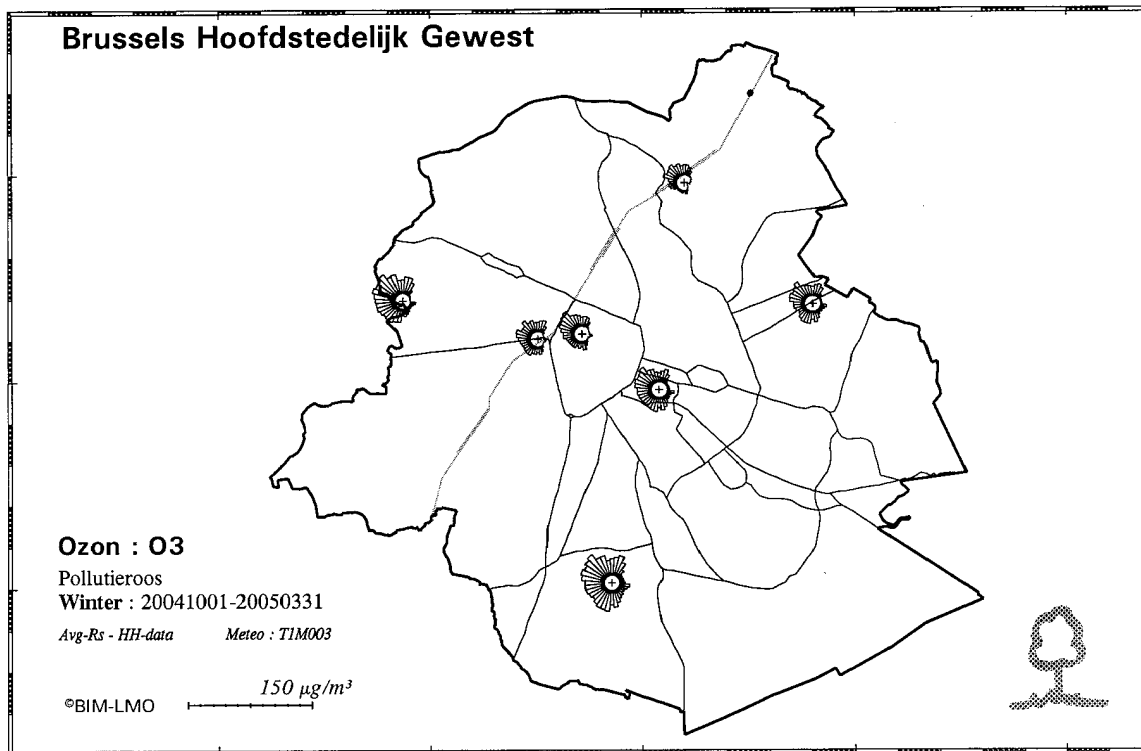 Brussels Hoofdstedelijk Gewest
Ozon : O3
Pollutieroos
Winter : 20041001-20050331
Avg-Rs - HH-data Meteo : T1M003
150 µg/m³
©BIM-LMO